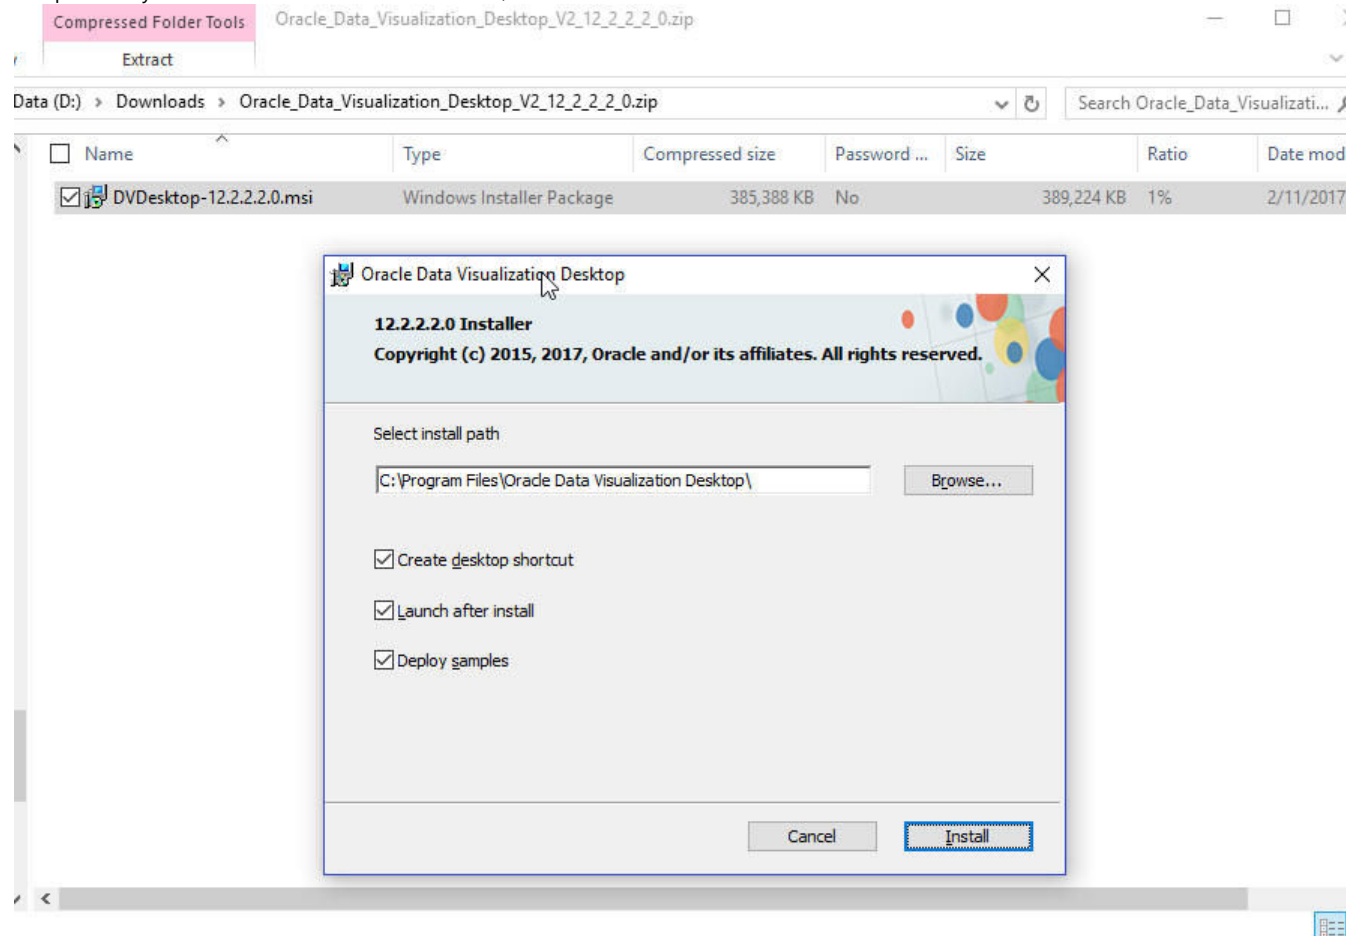 Compressed Folder Tools
Oracle_Data_Visualization_Desktop_V2_12_2_2_2_0.zip
Extract
Data (D:) > Downloads > Oracle_Data_Visualization_Desktop_V2_12_2_2_2_0.zip
Search Oracle_Data_Visualizati...
Name Type Compressed size Password ... Size Ratio Date mod
DVDesktop-12.2.2.2.0.msi Windows Installer Package 385,388 KB No 389,224 KB 1% 2/11/2017
Oracle Data Visualization Desktop
12.2.2.2.0 Installer
Copyright (c) 2015, 2017, Oracle and/or its affiliates. All rights reserved.
Select install path
C:\Program Files\Oracle Data Visualization Desktop\
Browse...
Create desktop shortcut
Launch after install
Deploy samples
Cancel Install